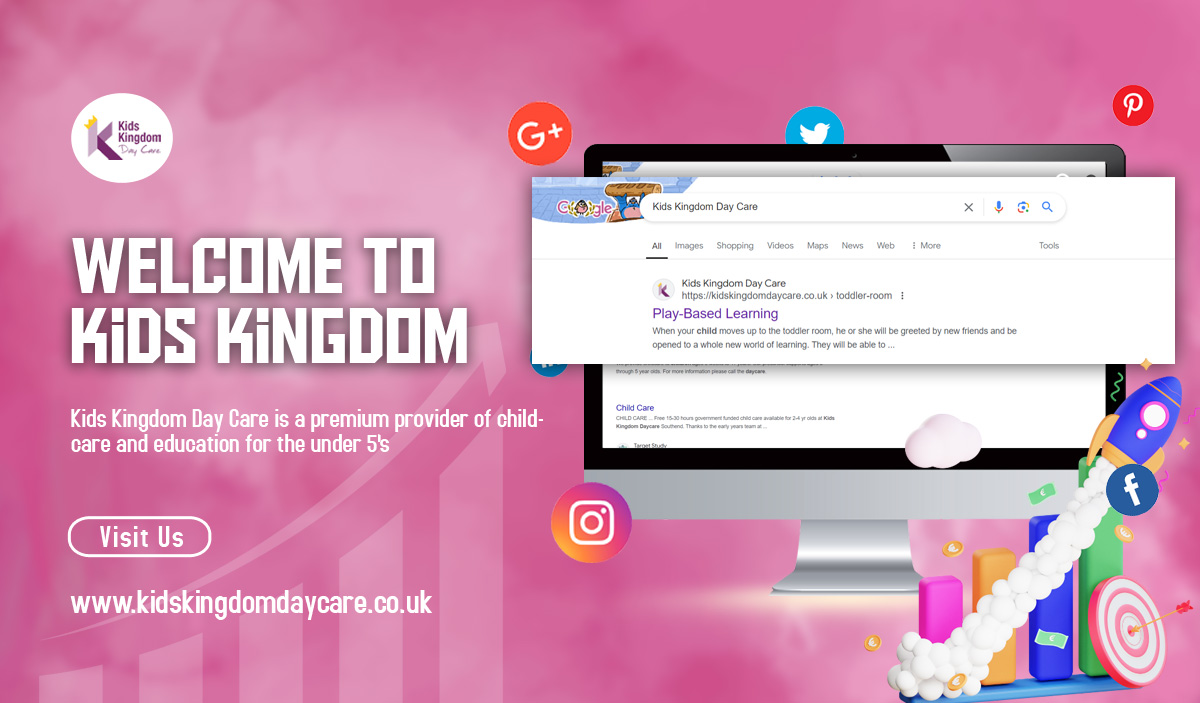 Kids
Kingdom
Day Care
WELCOME TO
KiDS KiNGDOM
Kids Kingdom Day Care is a premium provider of child-
care and education for the under 5's
Visit Us
www.kidskingdomdaycare.co.uk
G+
Google
Kids Kingdom Day Care
All Images Shopping Videos Maps News Web More Tools
Kids Kingdom Day Care
https://kidskingdomdaycare.co.uk › toddler-room
Play-Based Learning
When your child moves up to the toddler room, he or she will be greeted by new friends and be
opened to a whole new world of learning. They will be able to ...
through 5 year olds. For more information please call the daycare.
Child Care
CHILD CARE ... Free 15-30 hours government funded child care available for 2-4 yr olds at Kids
Kingdom Daycare Southend. Thanks to the early years team at ...
Target Study